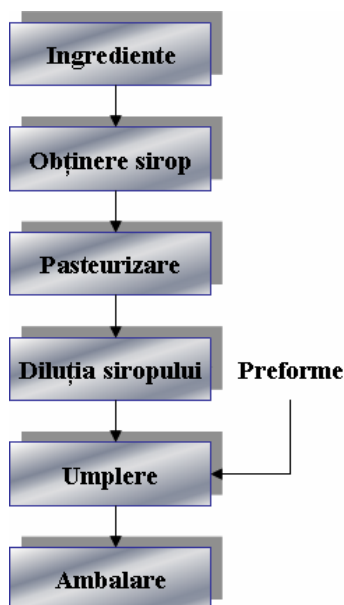 Ingrediente
Obținere sirop
Pasteurizare
Diluția siropului
Preforme
Umplere
Ambalare